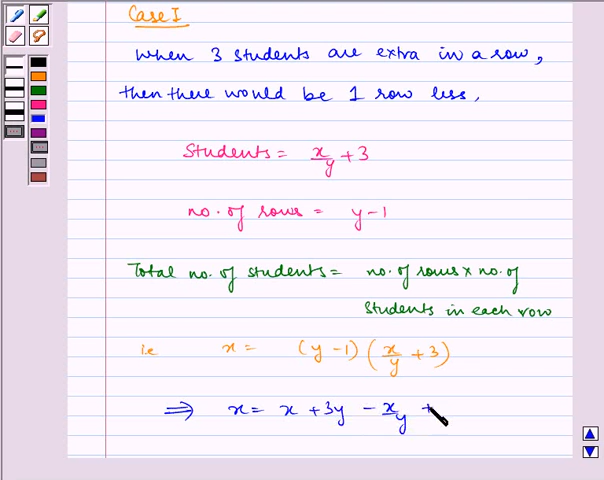 Case I
When 3 students are extra in a row,
then there would be 1 row less.
Students = x/y + 3
no. of rows = y - 1
Total no. of students = no. of rows × no. of
students in each row
i.e x = (y - 1) (x/y + 3)
⇒ x = x + 3y - x/y +